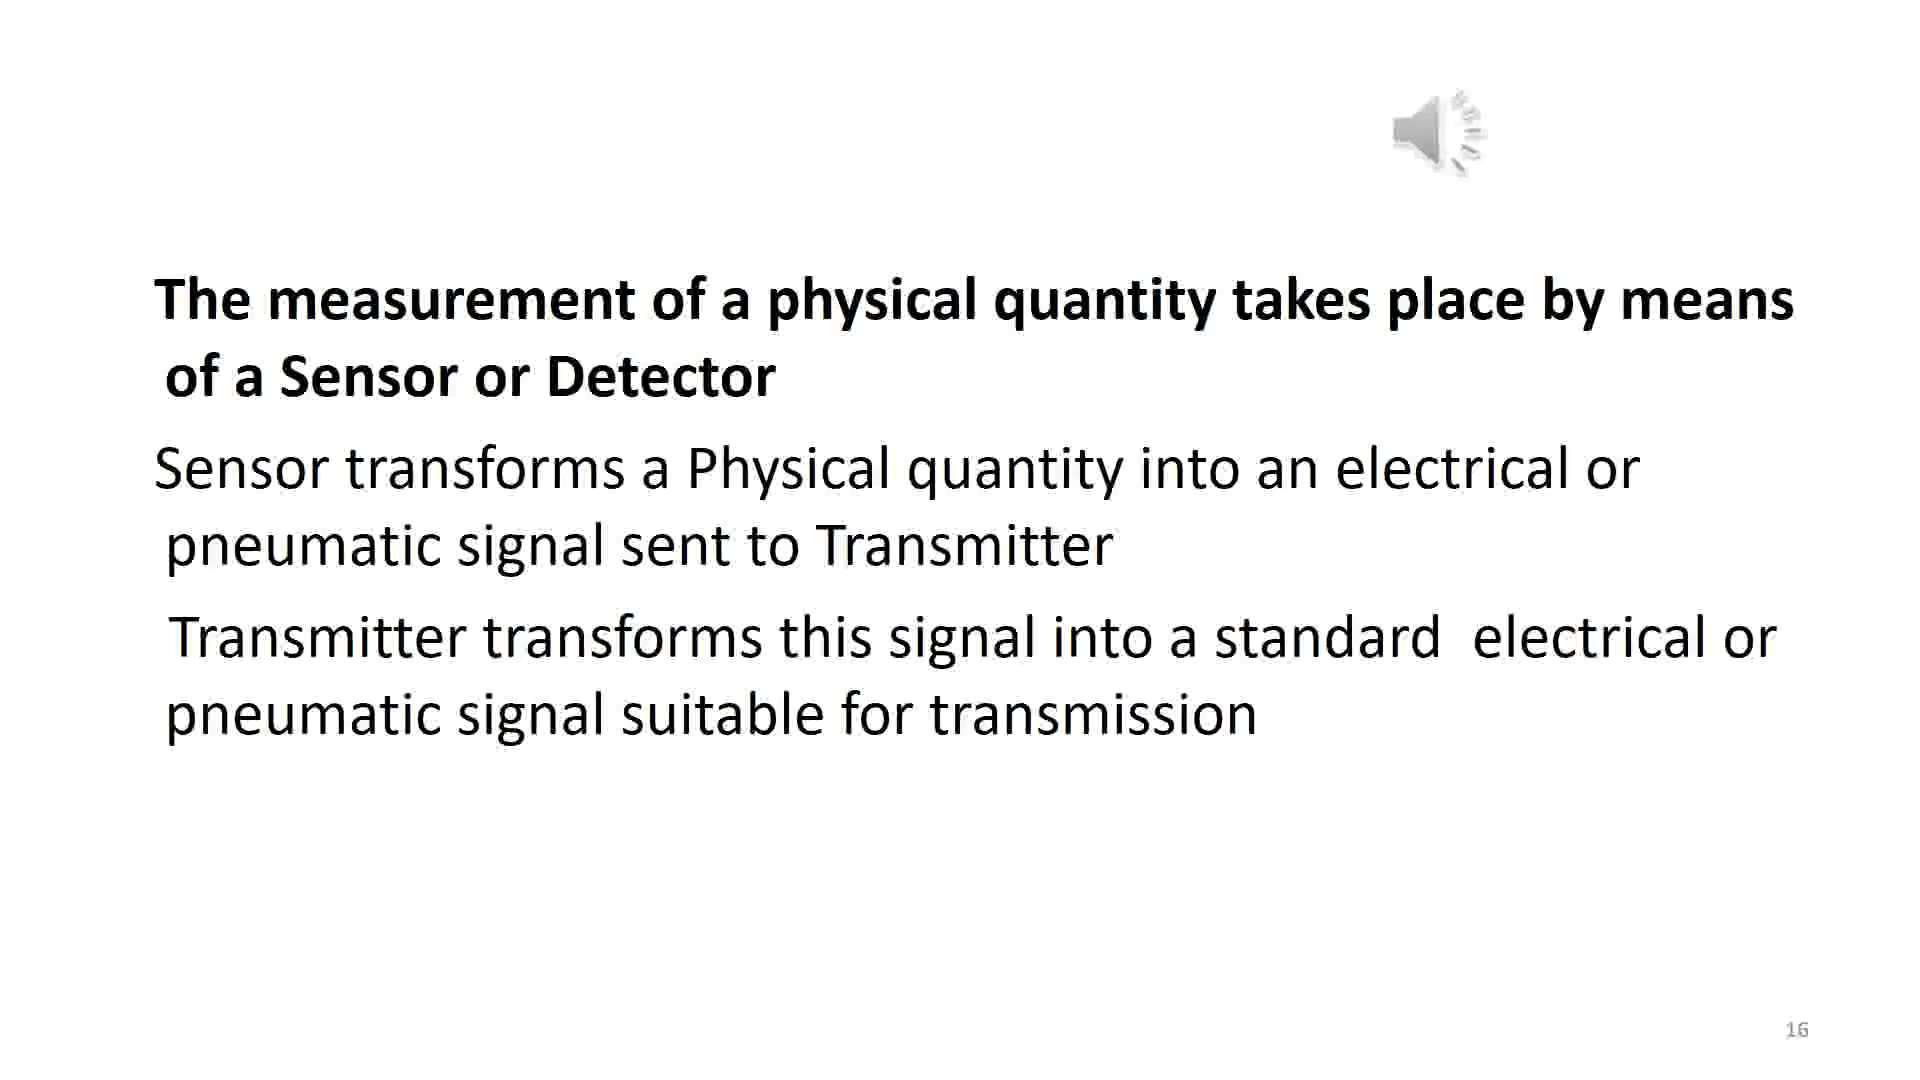 The measurement of a physical quantity takes place by means
of a Sensor or Detector
Sensor transforms a Physical quantity into an electrical or
pneumatic signal sent to Transmitter
Transmitter transforms this signal into a standard  electrical or
pneumatic signal suitable for transmission
16